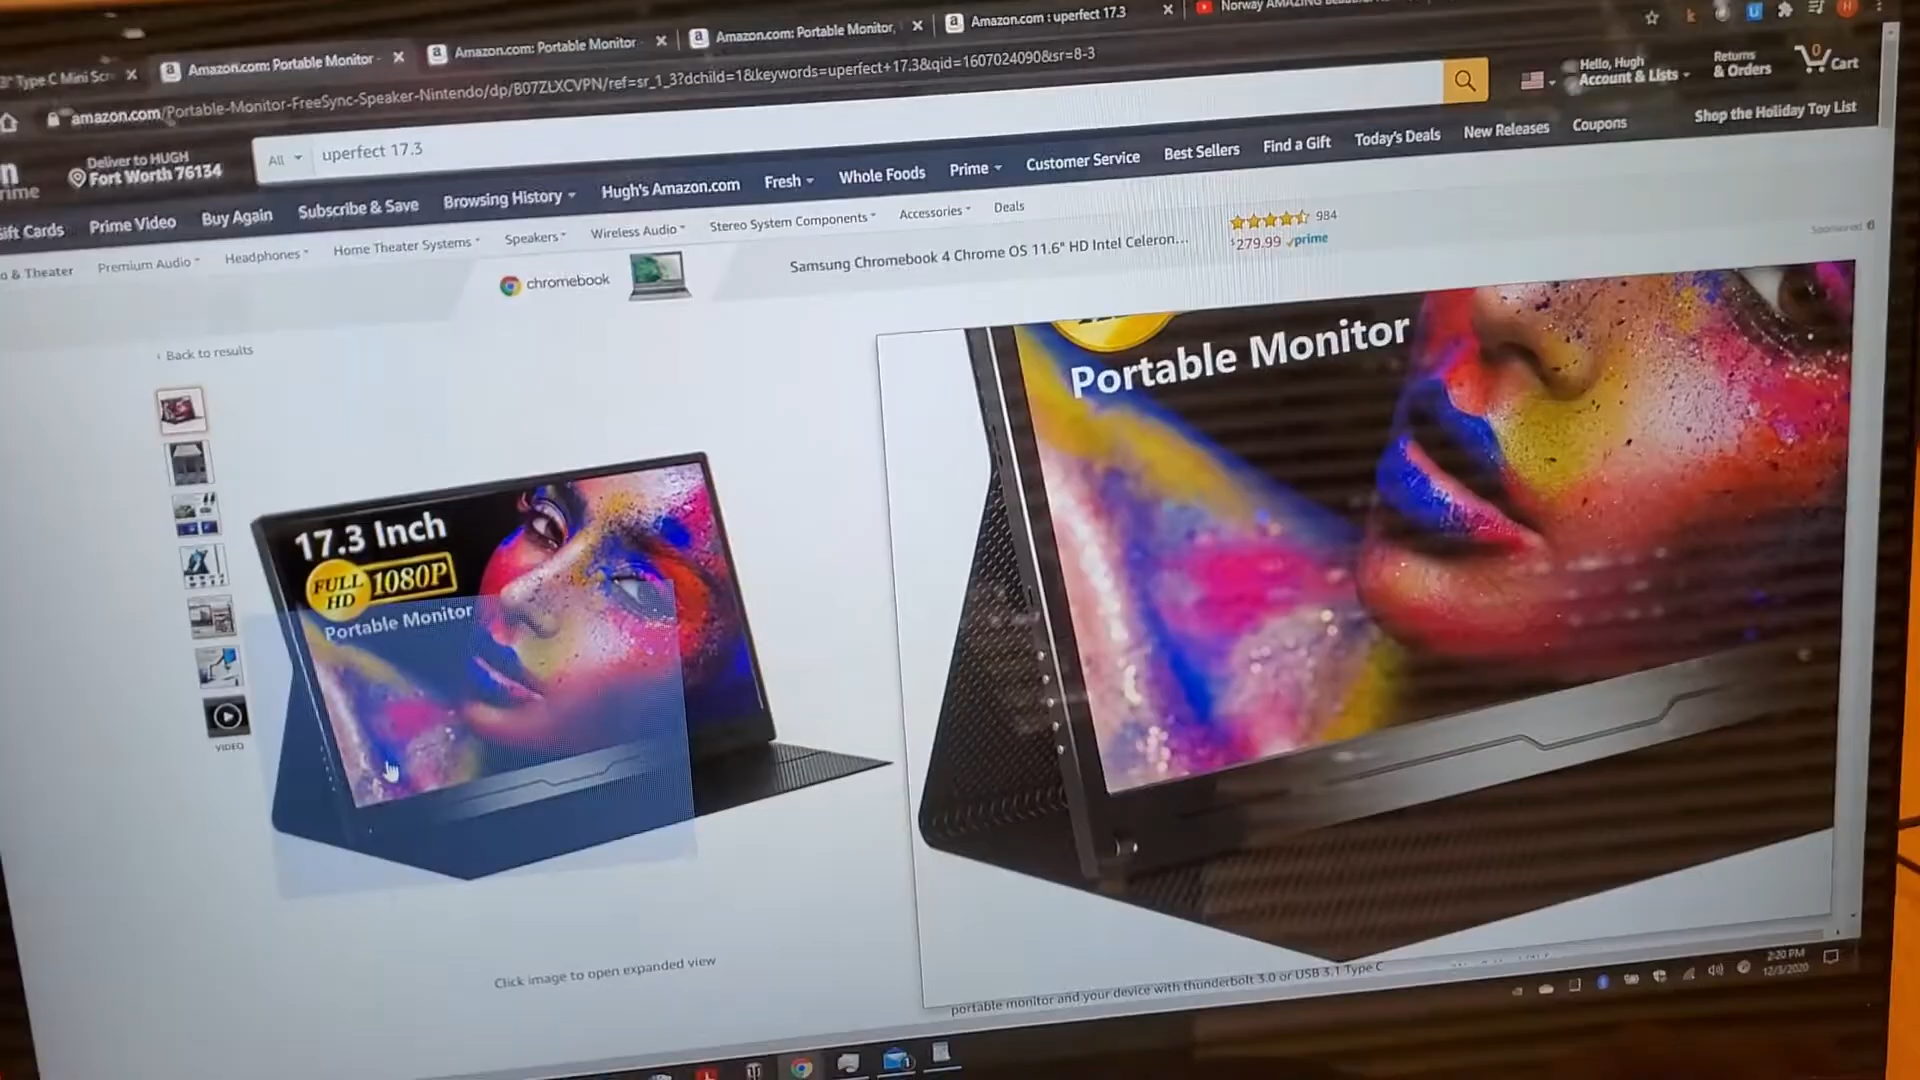 Type C Mini Scr
Amazon.com: Portable Monitor -
Amazon.com: Portable Monitor
Amazon.com: Portable Monitor,
Amazon.com : uperfect 17.3
Norway AMAZING
amazon.com/Portable-Monitor-FreeSync-Speaker-Nintendo/dp/B07ZLXCVPN/ref=sr_1_3?dchild=1&keywords=uperfect+17.3&qid=1607024090&sr=8-3
Deliver to HUGH
Fort Worth 76134
All
uperfect 17.3
Hello, Hugh
Account & Lists
Returns
& Orders
0
Cart
Gift Cards
Prime Video
Buy Again
Subscribe & Save
Browsing History
Hugh's Amazon.com
Fresh
Whole Foods
Prime
Customer Service
Best Sellers
Find a Gift
Today's Deals
New Releases
Coupons
Shop the Holiday Toy List
o & Theater
Premium Audio
Headphones
Home Theater Systems
Speakers
Wireless Audio
Stereo System Components
Accessories
Deals
chromebook
Samsung Chromebook 4 Chrome OS 11.6" HD Intel Celeron...
984
$279.99 prime
Sponsored
‹ Back to results
17.3 Inch
FULL HD 1080P
Portable Monitor
Portable Monitor
VIDEO
Click image to open expanded view
portable monitor and your device with thunderbolt 3.0 or USB 3.1 Type C
2:20 PM
12/3/2020